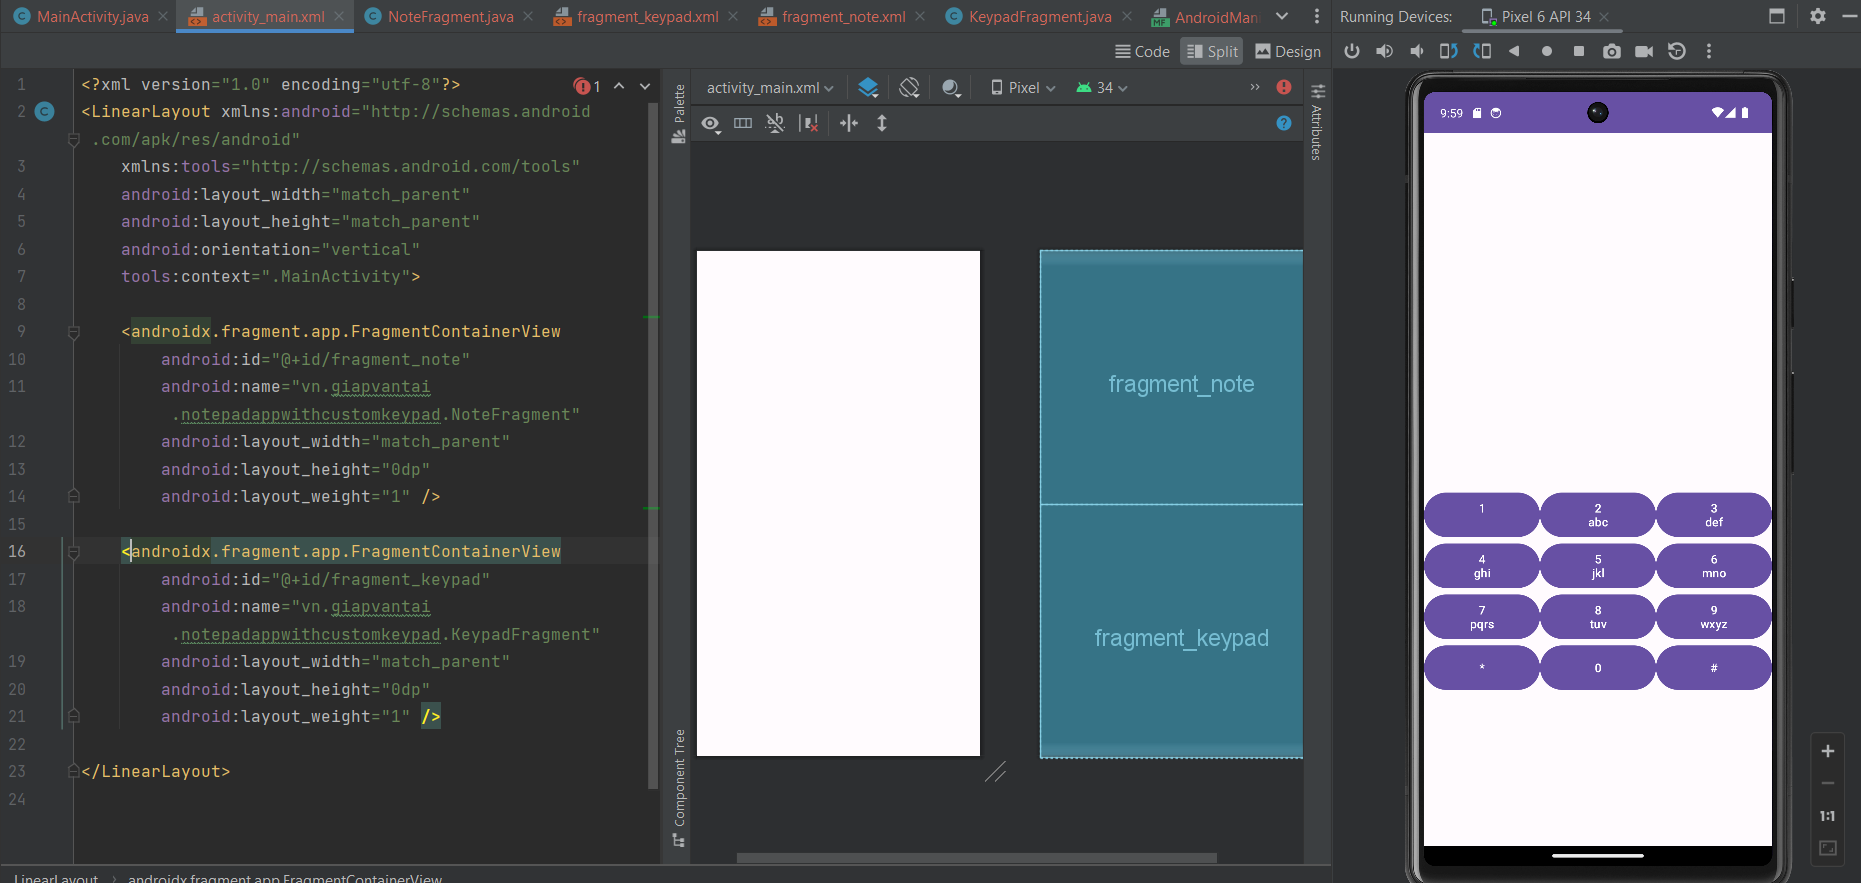 MainActivity.java
activity_main.xml
NoteFragment.java
fragment_keypad.xml
fragment_note.xml
KeypadFragment.java
AndroidMan
Running Devices:
Pixel 6 API 34
Code
Split
Design
1 <?xml version="1.0" encoding="utf-8"?>
1
2 <LinearLayout xmlns:android="http://schemas.android
.com/apk/res/android"
3 xmlns:tools="http://schemas.android.com/tools"
4 android:layout_width="match_parent"
5 android:layout_height="match_parent"
6 android:orientation="vertical"
7 tools:context=".MainActivity">
8
9 <androidx.fragment.app.FragmentContainerView
10 android:id="@+id/fragment_note"
11 android:name="vn.giapvantai
.notepadappwithcustomkeypad.NoteFragment"
12 android:layout_width="match_parent"
13 android:layout_height="0dp"
14 android:layout_weight="1" />
15
16 <androidx.fragment.app.FragmentContainerView
17 android:id="@+id/fragment_keypad"
18 android:name="vn.giapvantai
.notepadappwithcustomkeypad.KeypadFragment"
19 android:layout_width="match_parent"
20 android:layout_height="0dp"
21 android:layout_weight="1" />
22
23 </LinearLayout>
24
LinearLayout › androidx.fragment.app.FragmentContainerView
Palette
Component Tree
activity_main.xml
Pixel
34
Attributes
fragment_note
fragment_keypad
9:59
1
2
abc
3
def
4
ghi
5
jkl
6
mno
7
pqrs
8
tuv
9
wxyz
*
0
#
1:1